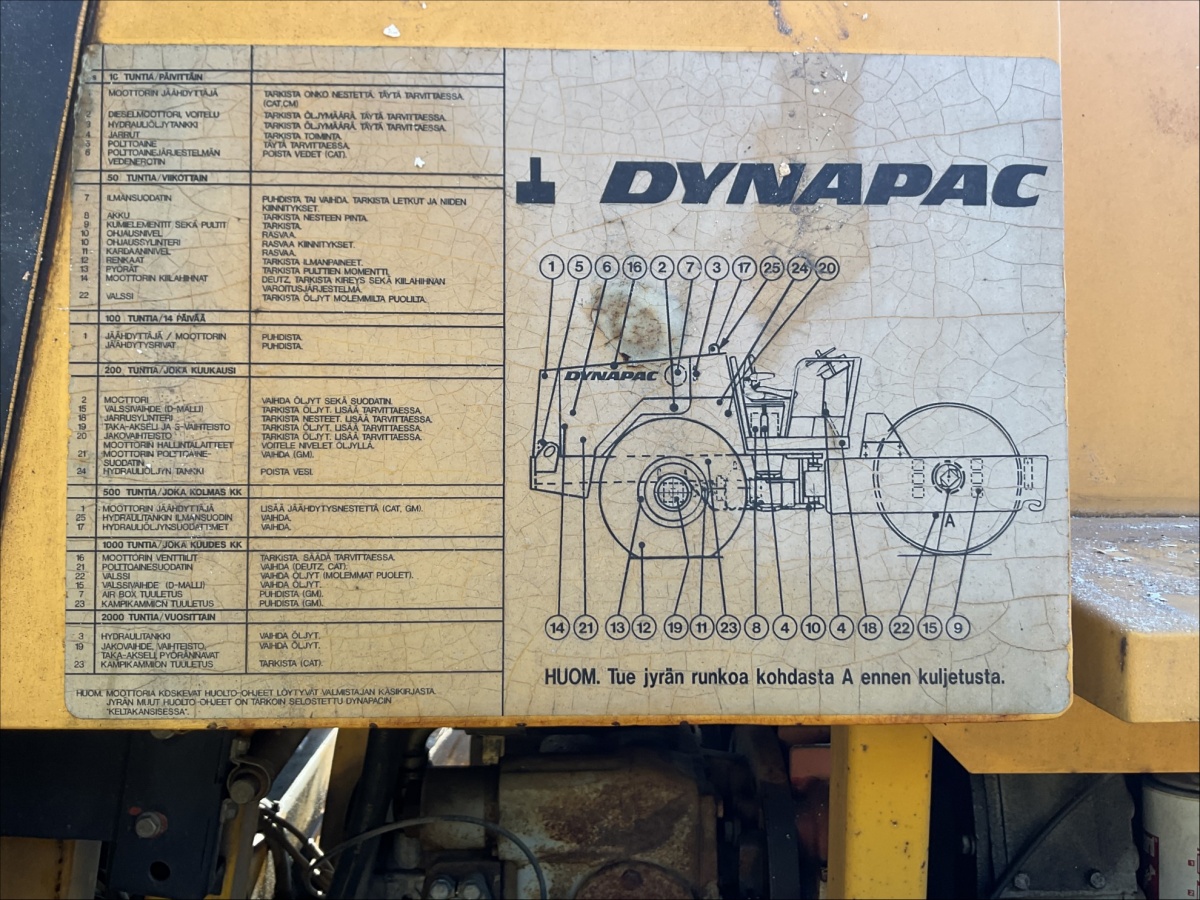 10 TUNTIA/PÄIVITTÄIN
MOOTTORIN JÄÄHDYTTÄJÄ TARKISTA ONKO NESTETTÄ. TÄYTÄ TARVITTAESSA.
(CAT,CM)
2 DIESELMOOTTORI, VOITELU TARKISTA ÖLJYMÄÄRÄ. TÄYTÄ TARVITTAESSA.
3 HYDRAULIÖLJYTANKKI TARKISTA ÖLJYMÄÄRÄ. TÄYTÄ TARVITTAESSA.
4 JARRUT TARKISTA TOIMINTA.
5 POLTTOAINE TÄYTÄ TARVITTAESSA.
6 POLTTOAINEJÄRJESTELMÄN POISTA VEDET (CAT).
VEDENEROTIN
50 TUNTIA/VIIKOTTAIN
7 ILMANSUODATIN PUHDISTA TAI VAIHDA. TARKISTA LETKUT JA NIIDEN
KIINNITYKSET.
8 AKKU TARKISTA NESTEEN PINTA.
9 KUMIELEMENTIT SEKÄ PULTIT TARKISTA.
10 OHJAUSNIVEL RASVAA.
10 OHJAUSSYLINTERI RASVAA KIINNITYKSET.
11 KARDAANINIVEL RASVAA.
12 RENKAAT TARKISTA ILMANPAINEET.
13 PYÖRÄT TARKISTA PULTTIEN MOMENTTI.
14 MOOTTORIN KIILAHIHNAT DEUTZ, TARKISTA KIREYS SEKÄ KIILAHIHNAN
VAROITUSJÄRJESTELMÄ.
22 VALSSI TARKISTA ÖLJYT MOLEMMILTA PUOLILTA.
100 TUNTIA/14 PÄIVÄÄ
1 JÄÄHDYTTÄJÄ / MOOTTORIN PUHDISTA.
JÄÄHDYTYSRIVAT. PUHDISTA.
200 TUNTIA/JOKA KUUKAUSI
2 MOOTTORI VAIHDA ÖLJYT SEKÄ SUODATIN.
15 VALSSIVAIHDE (D-MALLI) TARKISTA ÖLJYT. LISÄÄ TARVITTAESSA.
18 JARRUSYLINTERI TARKISTA NESTEET. LISÄÄ TARVITTAESSA.
19 TAKA-AKSELI JA S-VAIHTEISTO TARKISTA ÖLJYT. LISÄÄ TARVITTAESSA.
20 JAKOVAIHTEISTO TARKISTA ÖLJYT. LISÄÄ TARVITTAESSA.
MOOTTORIN HALLINTALAITTEET VOITELE NIVELET ÖLJYLLÄ.
21 MOOTTORIN POLTTOAINE- VAIHDA (GM).
SUODATIN
24 HYDRAULIÖLJYN TANKKI POISTA VESI.
500 TUNTIA/JOKA KOLMAS KK
1 MOOTTORIN JÄÄHDYTTÄJÄ LISÄÄ JÄÄHDYTYSNESTETTÄ (CAT, GM).
25 HYDRAULITANKIN ILMANSUODIN VAIHDA.
17 HYDRAULIÖLJYNSUODATTIMET VAIHDA.
1000 TUNTIA/JOKA KUUDES KK
16 MOOTTORIN VENTTIILIT TARKISTA. SÄÄDÄ TARVITTAESSA.
21 POLTTOAINESUODATIN VAIHDA (DEUTZ, CAT).
22 VALSSI VAIHDA ÖLJYT (MOLEMMAT PUOLET).
15 VALSSIVAIHDE (D-MALLI) VAIHDA ÖLJYT.
7 AIR BOX TUULETUS PUHDISTA (GM).
23 KAMPIKAMMION TUULETUS PUHDISTA (GM).
2000 TUNTIA/VUOSITTAIN
3 HYDRAULITANKKI VAIHDA ÖLJYT.
19 JAKOVAIHDE, VAIHTEISTO, VAIHDA ÖLJYT.
TAKA-AKSELI, PYÖRÄNNAVAT
23 KAMPIKAMMION TUULETUS TARKISTA (CAT).
HUOM. MOOTTORIA KOSKEVAT HUOLTO-OHJEET LÖYTYVÄT VALMISTAJAN KÄSIKIRJASTA.
JYRÄN MUUT HUOLTO-OHJEET ON TARKOIN SELOSTETTU DYNAPACIN
"KELTAKANSISESSA".
DYNAPAC
1 5 6 16 2 7 3 17 25 24 20
DYNAPAC
A
14 21 13 12 19 11 23 8 4 10 4 18 22 15 9
HUOM. Tue jyrän runkoa kohdasta A ennen kuljetusta.